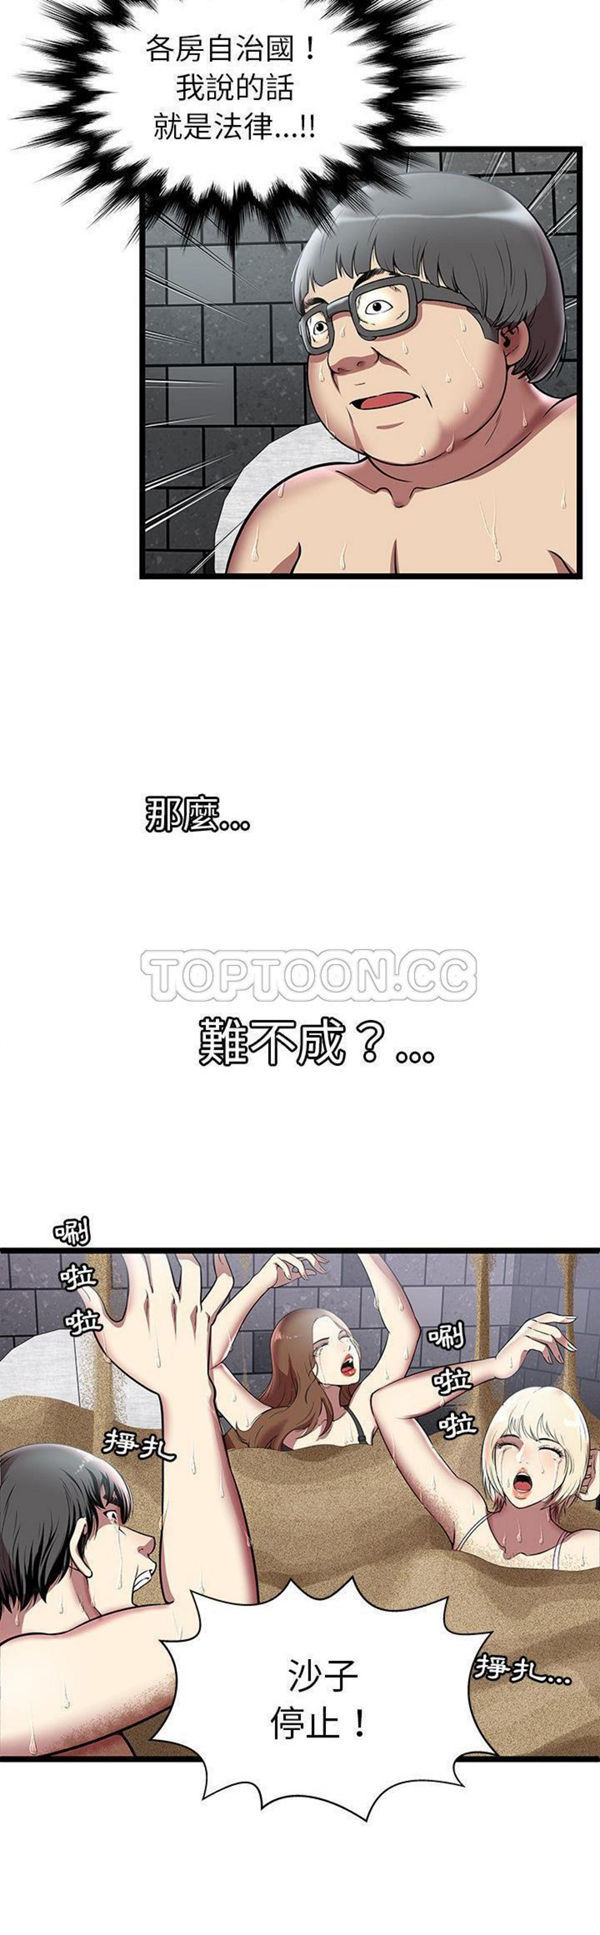 各房自治國！
我說的話
就是法律...!!
那麼...
TOPTOON.CC
難不成？...
唰
啦
啦
唰
啦
啦
掙扎
掙扎...
沙子
停止！